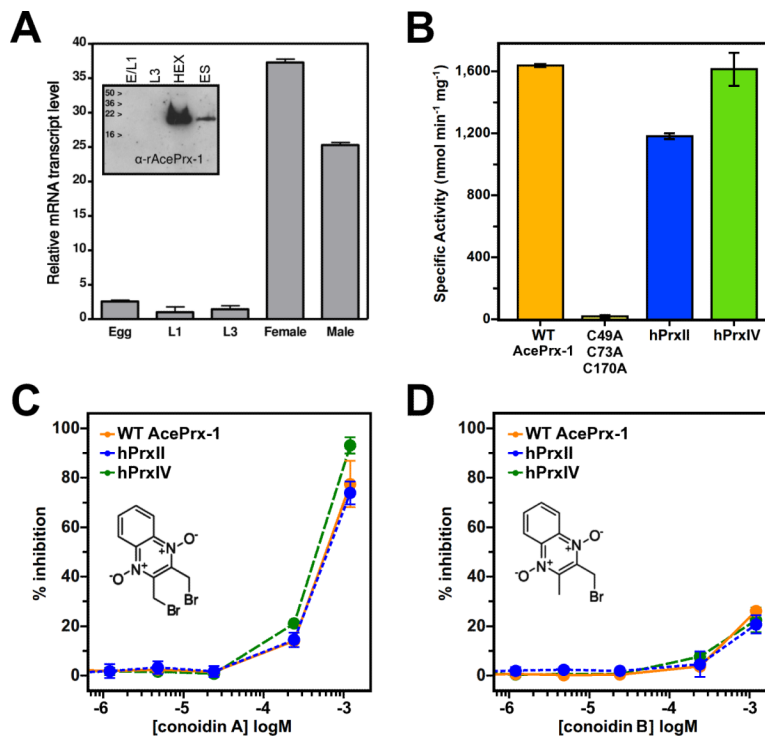 A
Relative mRNA transcript level
40
35
30
25
20
15
10
5
0
E/L1
L3
HEX
ES
50 >
36 >
22 >
16 >
α-rAcePrx-1
Egg L1 L3 Female Male
B
Specific Activity (nmol min⁻¹ mg⁻¹)
1,600
1,200
800
400
0
WT
AcePrx-1
C49A
C73A
C170A
hPrxII
hPrxIV
C
% inhibition
100
80
60
40
20
0
WT AcePrx-1
hPrxII
hPrxIV
O⁻
N⁺
⁻O
N⁺
Br
Br
-6 -5 -4 -3
[conoidin A] logM
D
% inhibition
100
80
60
40
20
0
WT AcePrx-1
hPrxII
hPrxIV
O⁻
N⁺
⁻O
N⁺
Br
-6 -5 -4 -3
[conoidin B] logM